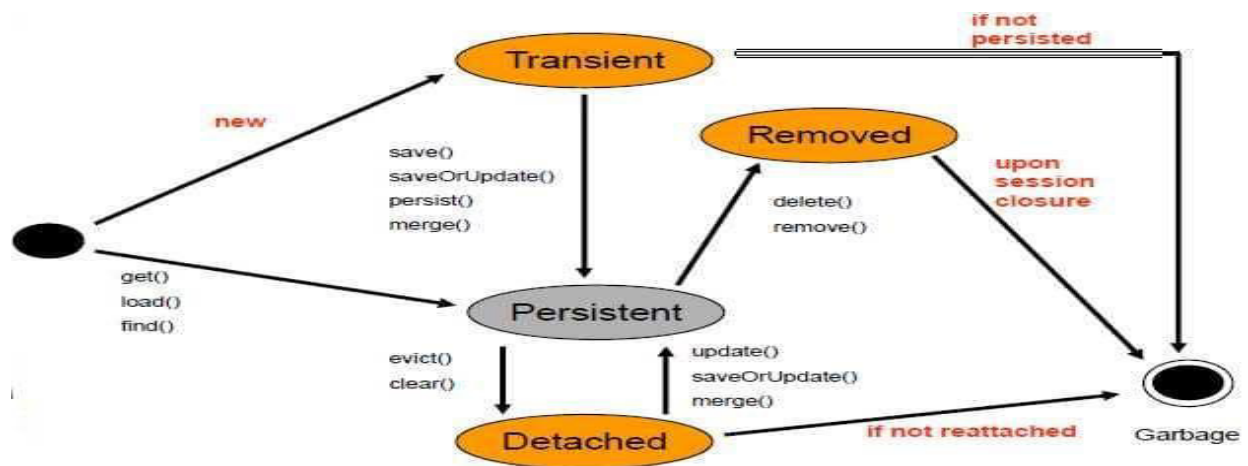 if not
persisted
Transient
new
Removed
save()
saveOrUpdate()
persist()
merge()
upon
session
closure
delete()
remove()
get()
load()
find()
Persistent
evict()
clear()
update()
saveOrUpdate()
merge()
Detached
if not reattached
Garbage